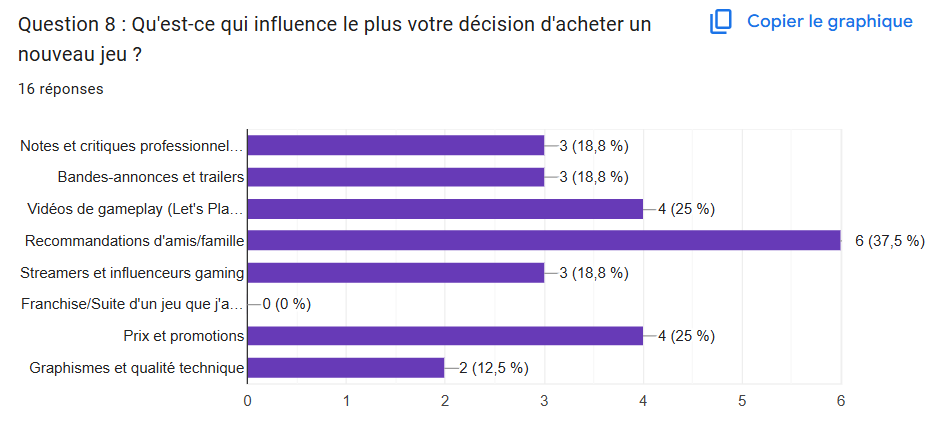 Question 8 : Qu'est-ce qui influence le plus votre décision d'acheter un
nouveau jeu ?
Copier le graphique
16 réponses
Notes et critiques professionnel... 3 (18,8 %)
Bandes-annonces et trailers 3 (18,8 %)
Vidéos de gameplay (Let's Pla... 4 (25 %)
Recommandations d'amis/famille 6 (37,5 %)
Streamers et influenceurs gaming 3 (18,8 %)
Franchise/Suite d'un jeu que j'a... 0 (0 %)
Prix et promotions 4 (25 %)
Graphismes et qualité technique 2 (12,5 %)
0 1 2 3 4 5 6